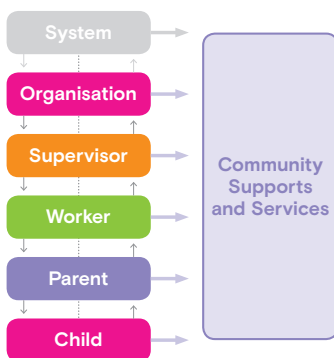 System
Organisation
Supervisor
Worker
Parent
Child
Community
Supports
and Services